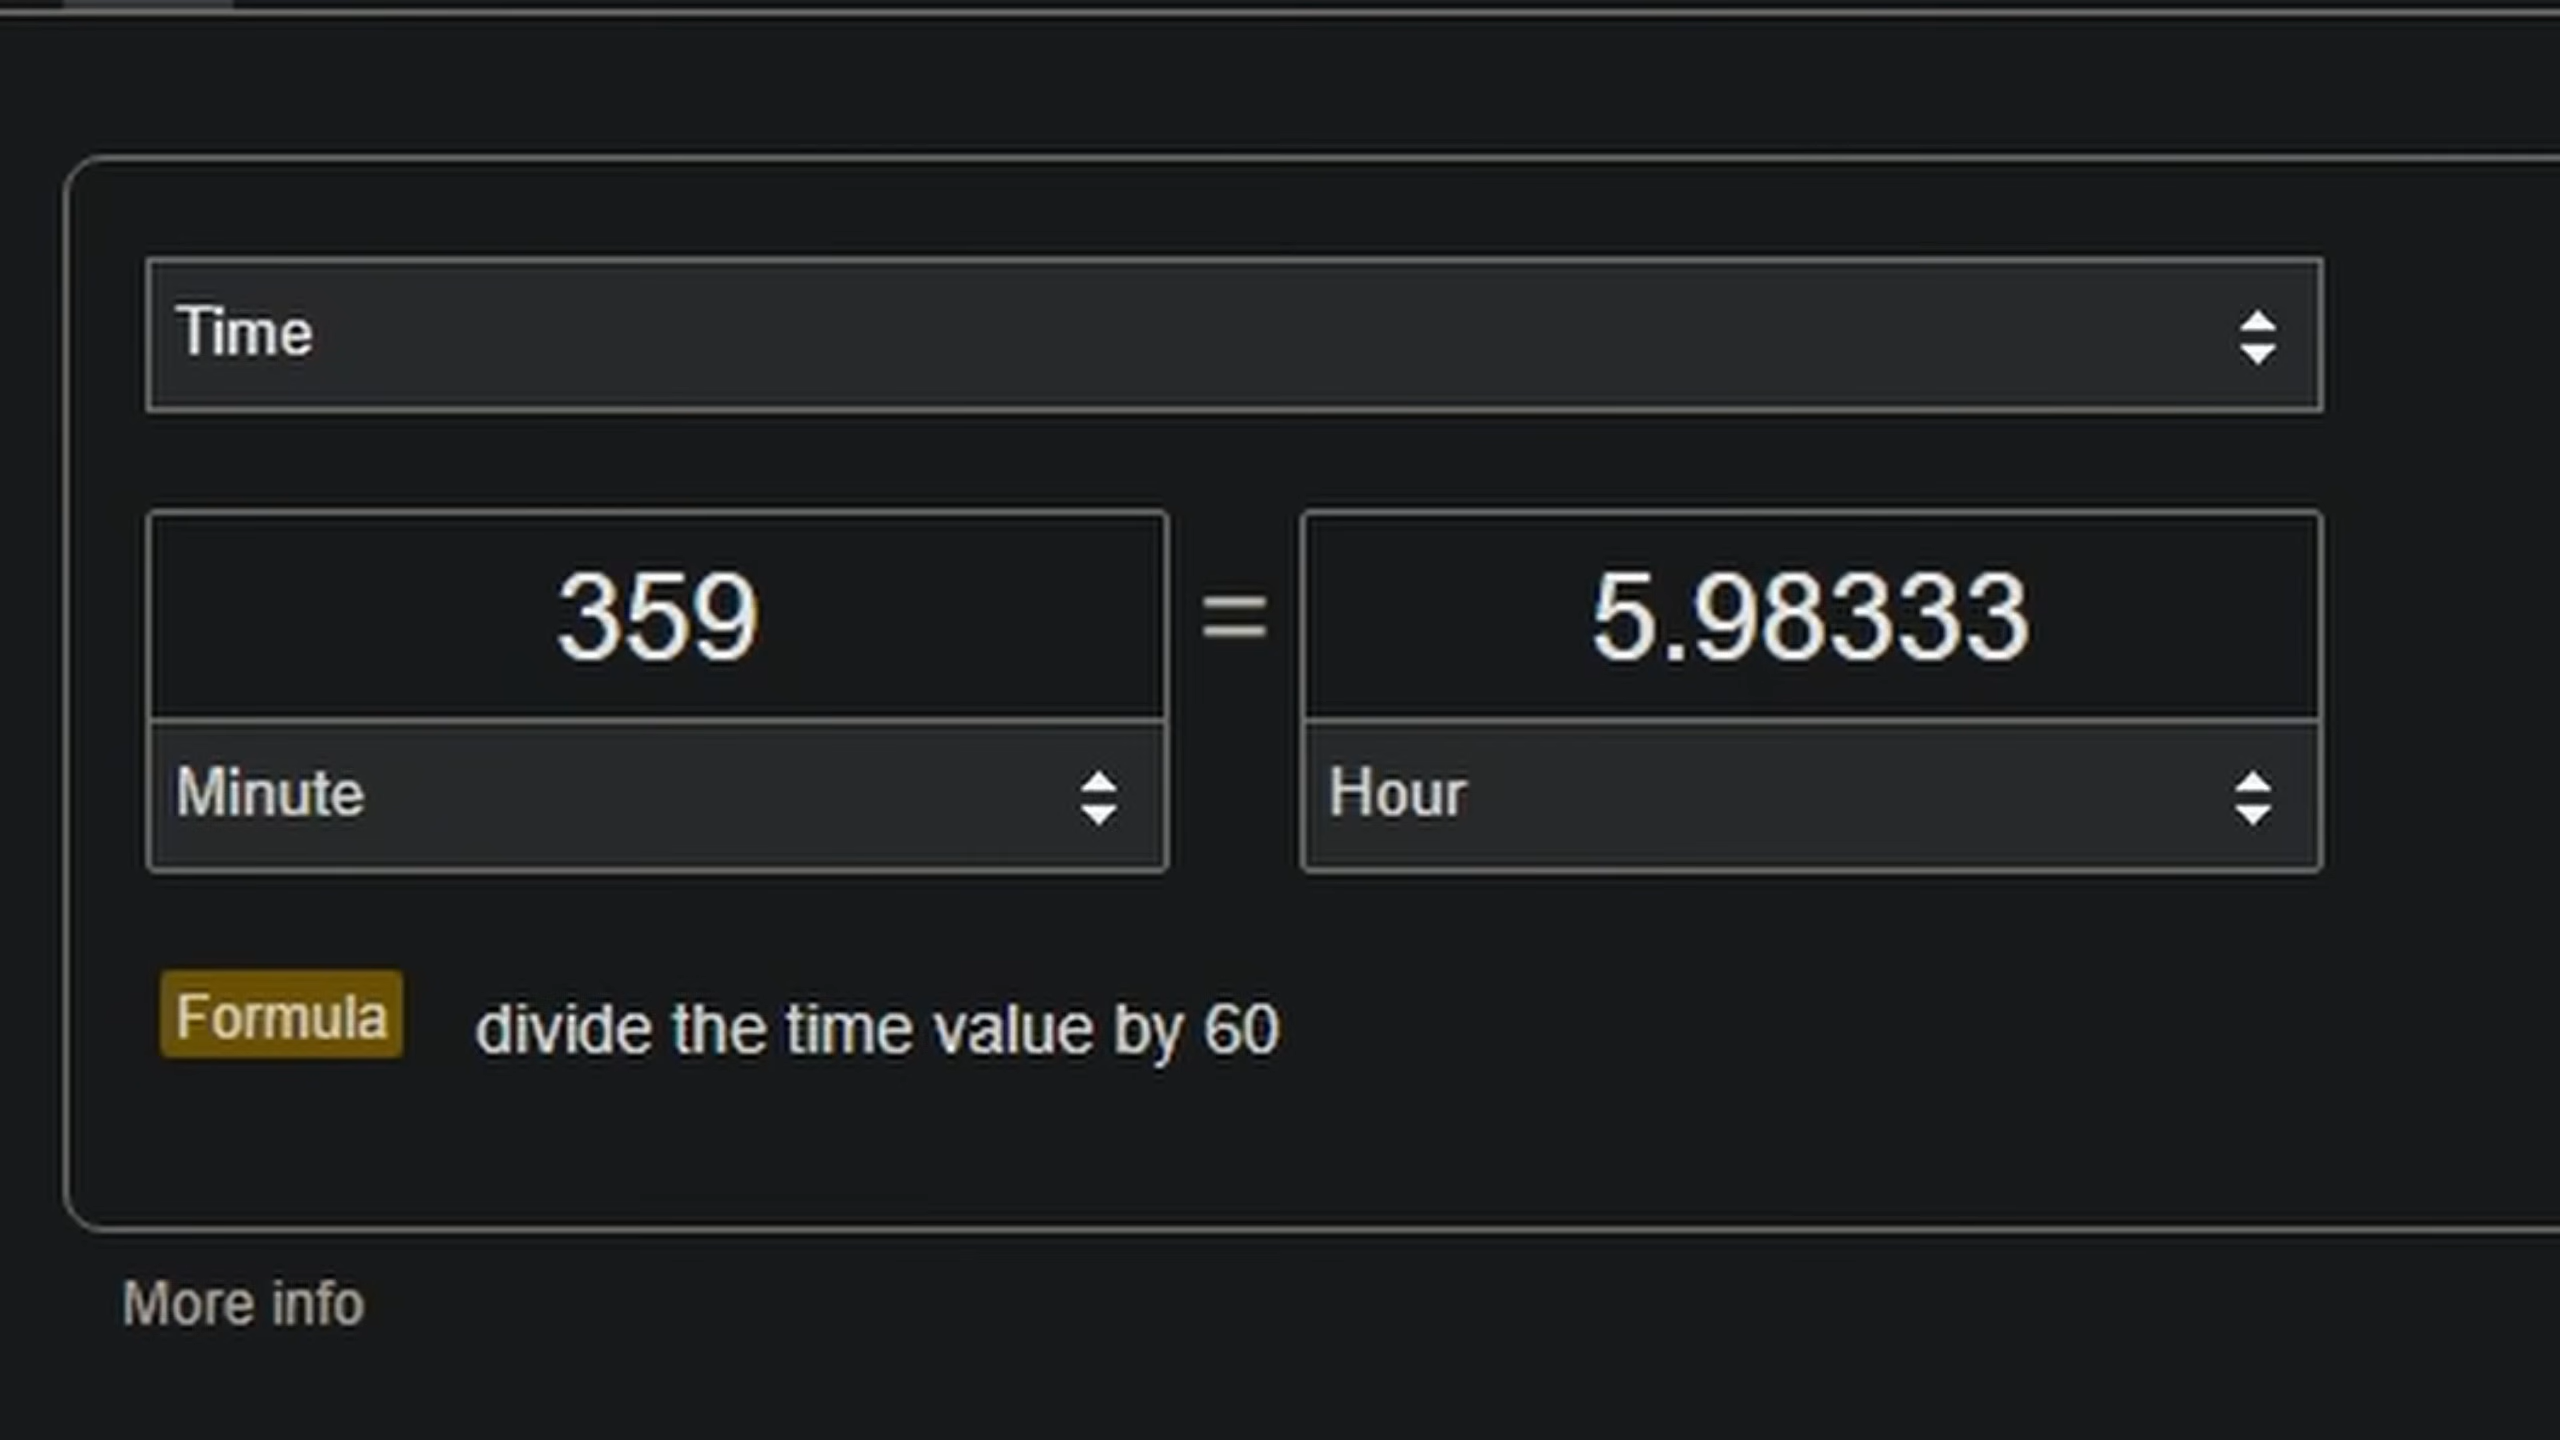 Time
359 = 5.98333
Minute Hour
Formula divide the time value by 60
More info